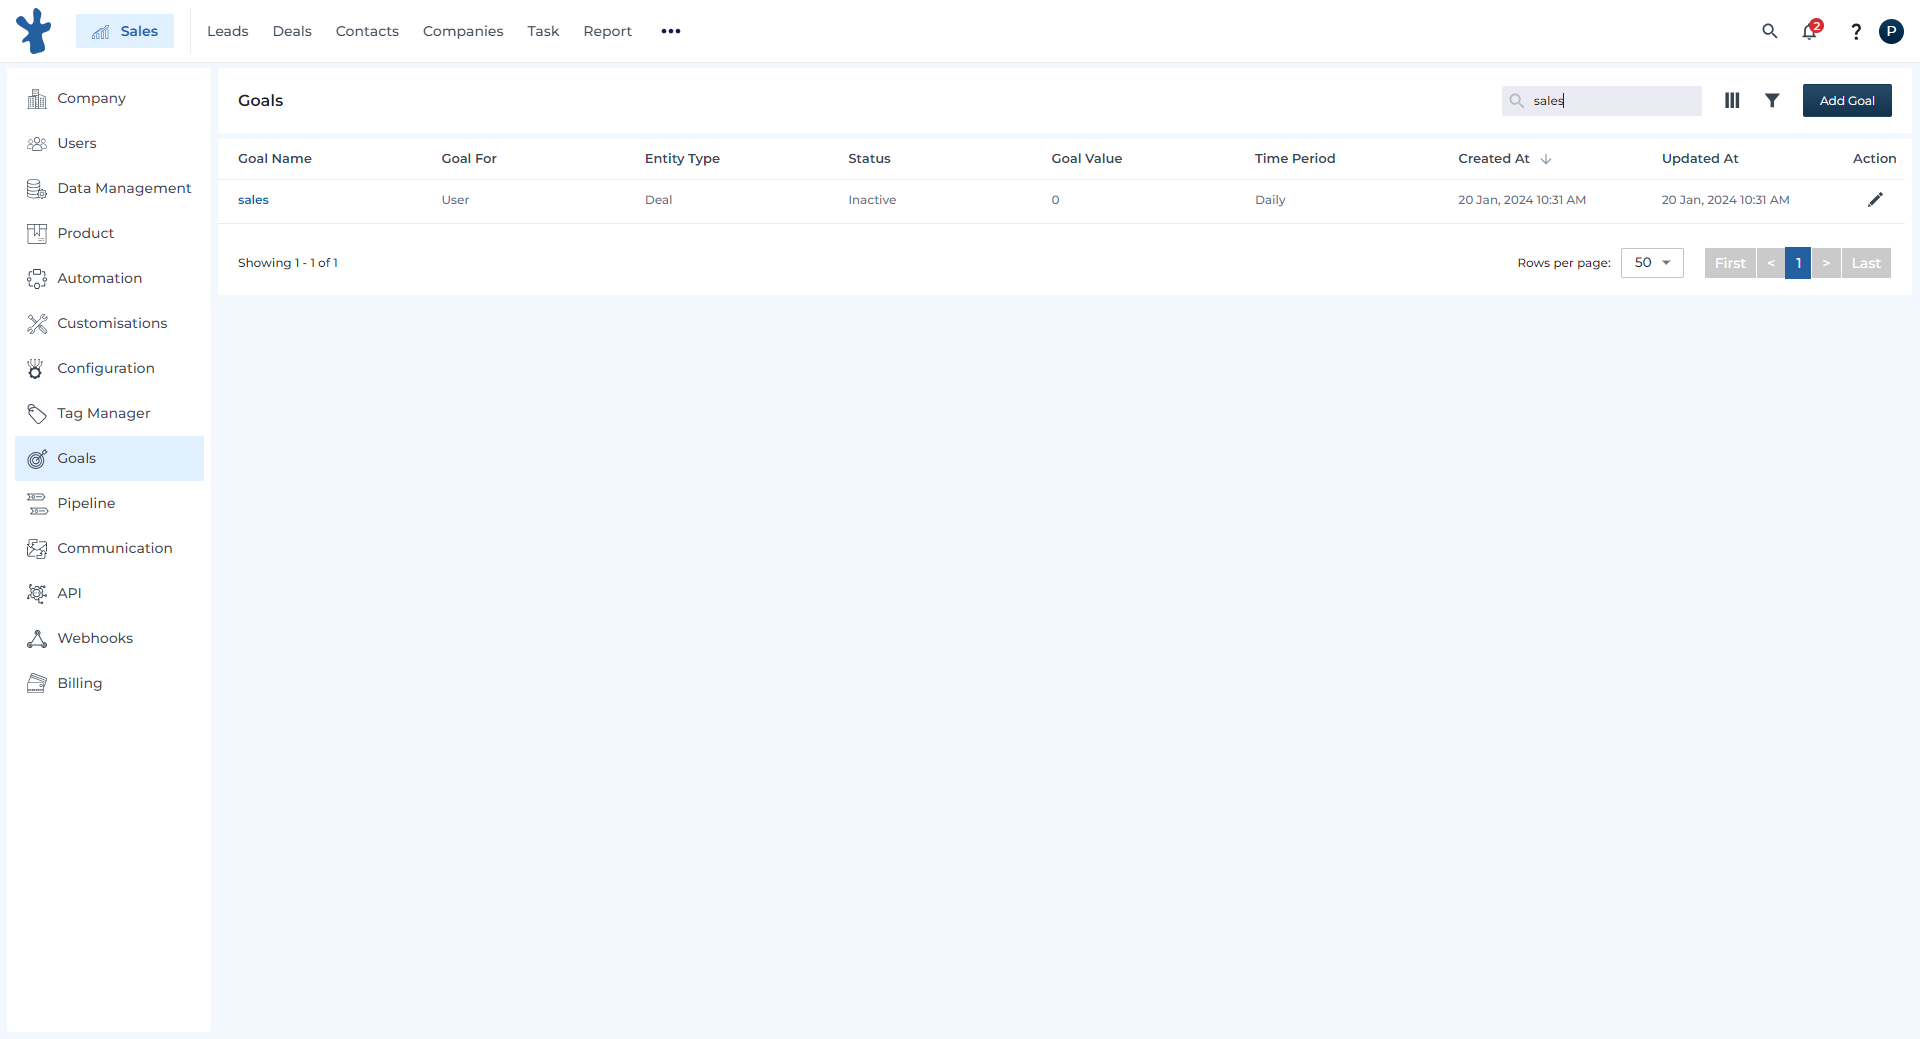 Sales
Leads
Deals
Contacts
Companies
Task
Report
•••
2
?
P
Company
Users
Data Management
Product
Automation
Customisations
Configuration
Tag Manager
Goals
Pipeline
Communication
API
Webhooks
Billing
Goals
sales
Add Goal
Goal Name Goal For Entity Type Status Goal Value Time Period Created At Updated At Action
sales User Deal Inactive 0 Daily 20 Jan, 2024 10:31 AM 20 Jan, 2024 10:31 AM
Showing 1 - 1 of 1
Rows per page: 50
First < 1 > Last